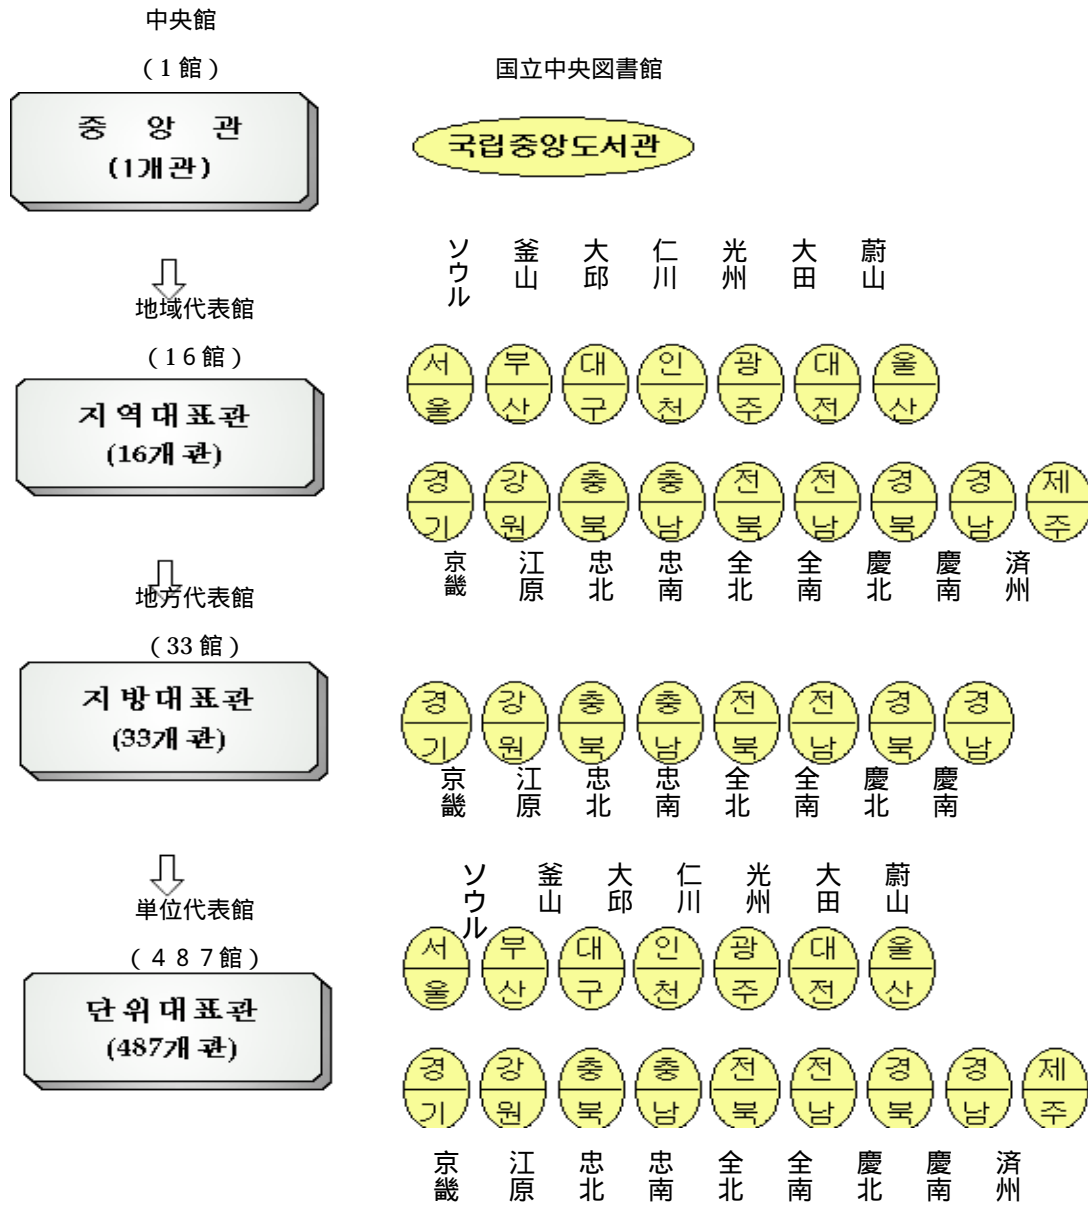 中央館
(1館)
国立中央図書館
중 앙 관
(1개관)
국립중앙도서관
ソウル 釜山 大邱 仁川 光州 大田 蔚山
地域代表館
(16館)
서울 부산 대구 인천 광주 대전 울산
지역대표관
(16개관)
경기 강원 충북 충남 전북 전남 경북 경남 제주
京畿 江原 忠北 忠南 全北 全南 慶北 慶南 済州
地方代表館
(33館)
지방대표관
(33개관)
경기 강원 충북 충남 전북 전남 경북 경남
京畿 江原 忠北 忠南 全北 全南 慶北 慶南
ソウル 釜山 大邱 仁川 光州 大田 蔚山
単位代表館
(487館)
서울 부산 대구 인천 광주 대전 울산
단위대표관
(487개관)
경기 강원 충북 충남 전북 전남 경북 경남 제주
京畿 江原 忠北 忠南 全北 全南 慶北 慶南 済州